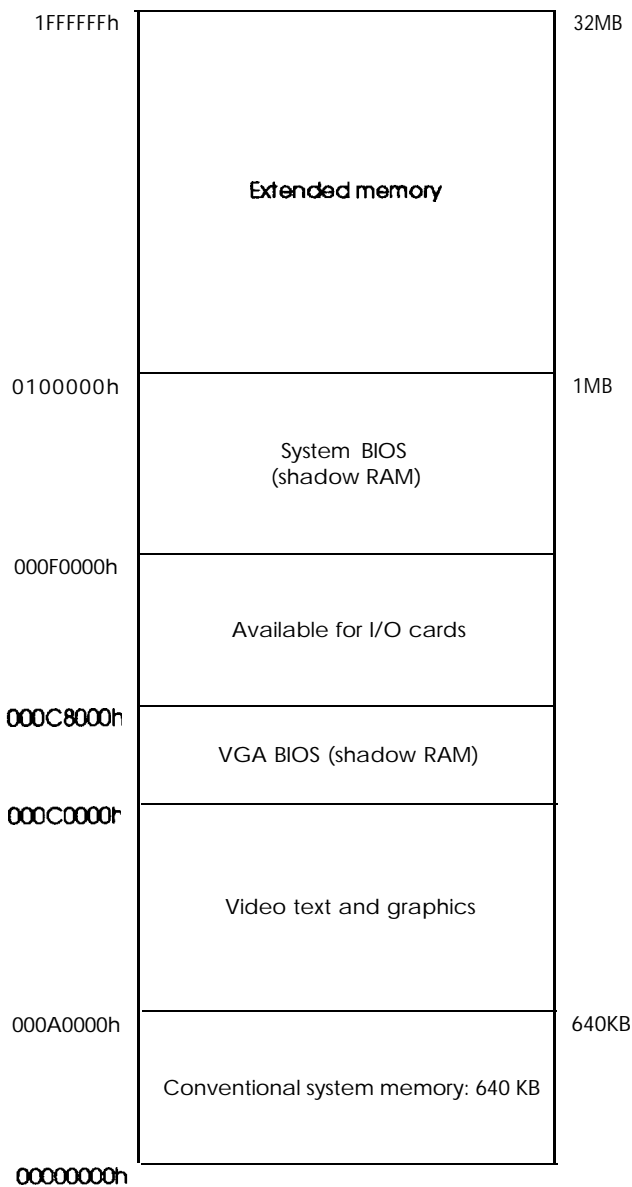 1FFFFFFh 32MB
Extended memory
0100000h 1MB
System BIOS
(shadow RAM)
000F0000h
Available for I/O cards
000C8000h
VGA BIOS (shadow RAM)
000C0000h
Video text and graphics
000A0000h 640KB
Conventional system memory: 640 KB
00000000h